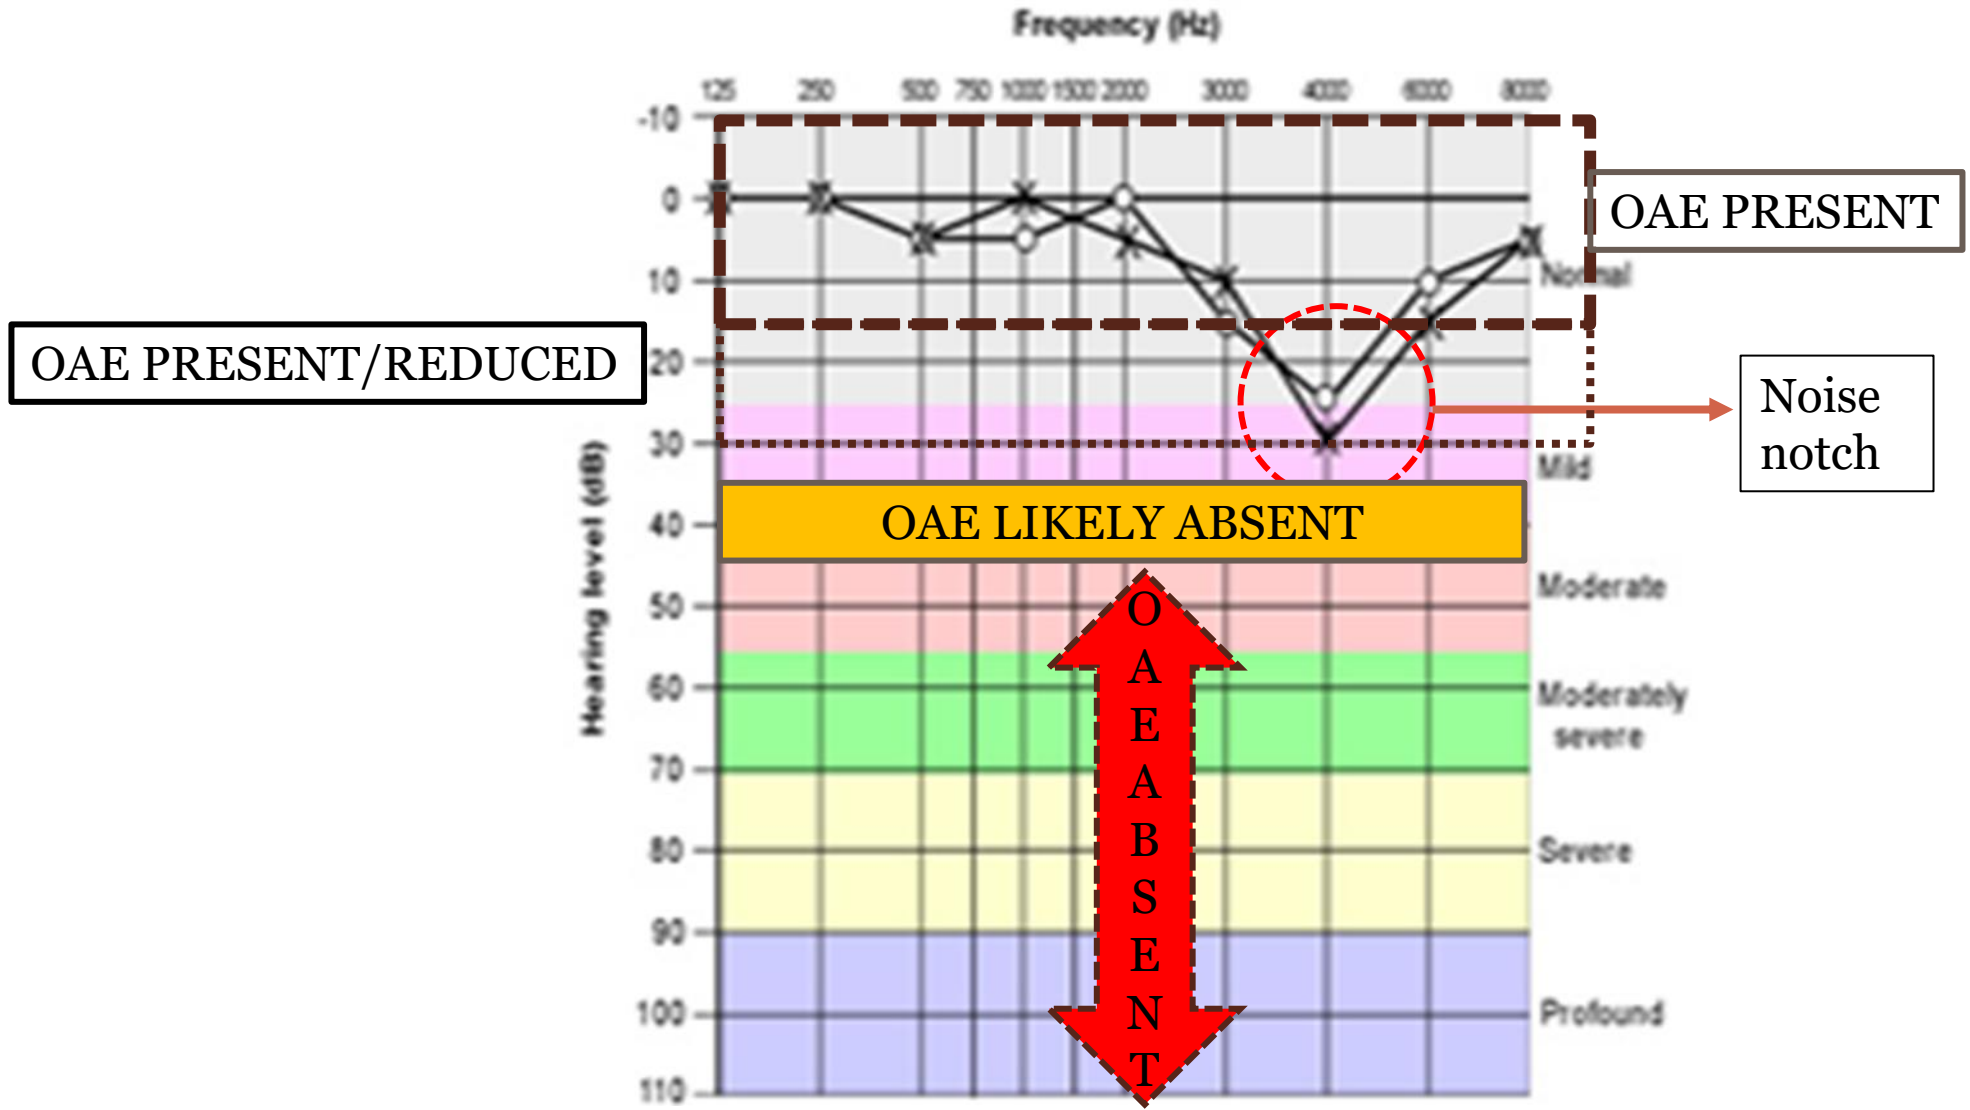 Frequency (Hz)
125 250 500 750 1000 1500 2000 3000 4000 6000 8000
-10
0
10
20
30
40
50
60
70
80
90
100
110
Hearing level (dB)
OAE PRESENT
Normal
OAE PRESENT/REDUCED
Noise
notch
Mild
OAE LIKELY ABSENT
Moderate
Moderately
severe
Severe
Profound
O
A
E
A
B
S
E
N
T